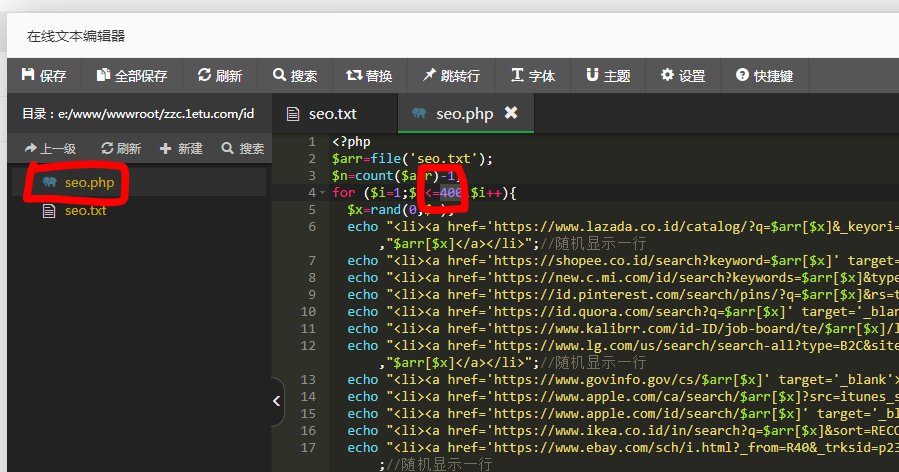 在线文本编辑器
保存 全部保存 刷新 搜索 替换 跳转行 字体 主题 设置 快捷键
目录：e:/www/wwwroot/zzc.1etu.com/id
seo.txt seo.php
上一级 刷新 新建 搜索
seo.php
seo.txt
1 <?php
2 $arr=file('seo.txt');
3 $n=count($arr)-1;
4 for ($i=1;$ <=400 $i++){
5 $x=rand(0,
6 echo "<li><a href='https://www.lazada.co.id/catalog/?q=$arr[$x]&_keyori=
,"$arr[$x]</a></li>";//随机显示一行
7 echo "<li><a href='https://shopee.co.id/search?keyword=$arr[$x]' target=
8 echo "<li><a href='https://new.c.mi.com/id/search?keywords=$arr[$x]&type
9 echo "<li><a href='https://id.pinterest.com/search/pins/?q=$arr[$x]&rs=t
10 echo "<li><a href='https://id.quora.com/search?q=$arr[$x]' target='_blan
11 echo "<li><a href='https://www.kalibrr.com/id-ID/job-board/te/$arr[$x]/l
12 echo "<li><a href='https://www.lg.com/us/search/search-all?type=B2C&site
,"$arr[$x]</a></li>";//随机显示一行
13 echo "<li><a href='https://www.govinfo.gov/cs/$arr[$x]' target='_blank'>
14 echo "<li><a href='https://www.apple.com/ca/search/$arr[$x]?src=itunes_s
15 echo "<li><a href='https://www.apple.com/id/search/$arr[$x]' target='_bl
16 echo "<li><a href='https://www.ikea.co.id/in/search?q=$arr[$x]&sort=RECO
17 echo "<li><a href='https://www.ebay.com/sch/i.html?_from=R40&_trksid=p23
;//随机显示一行